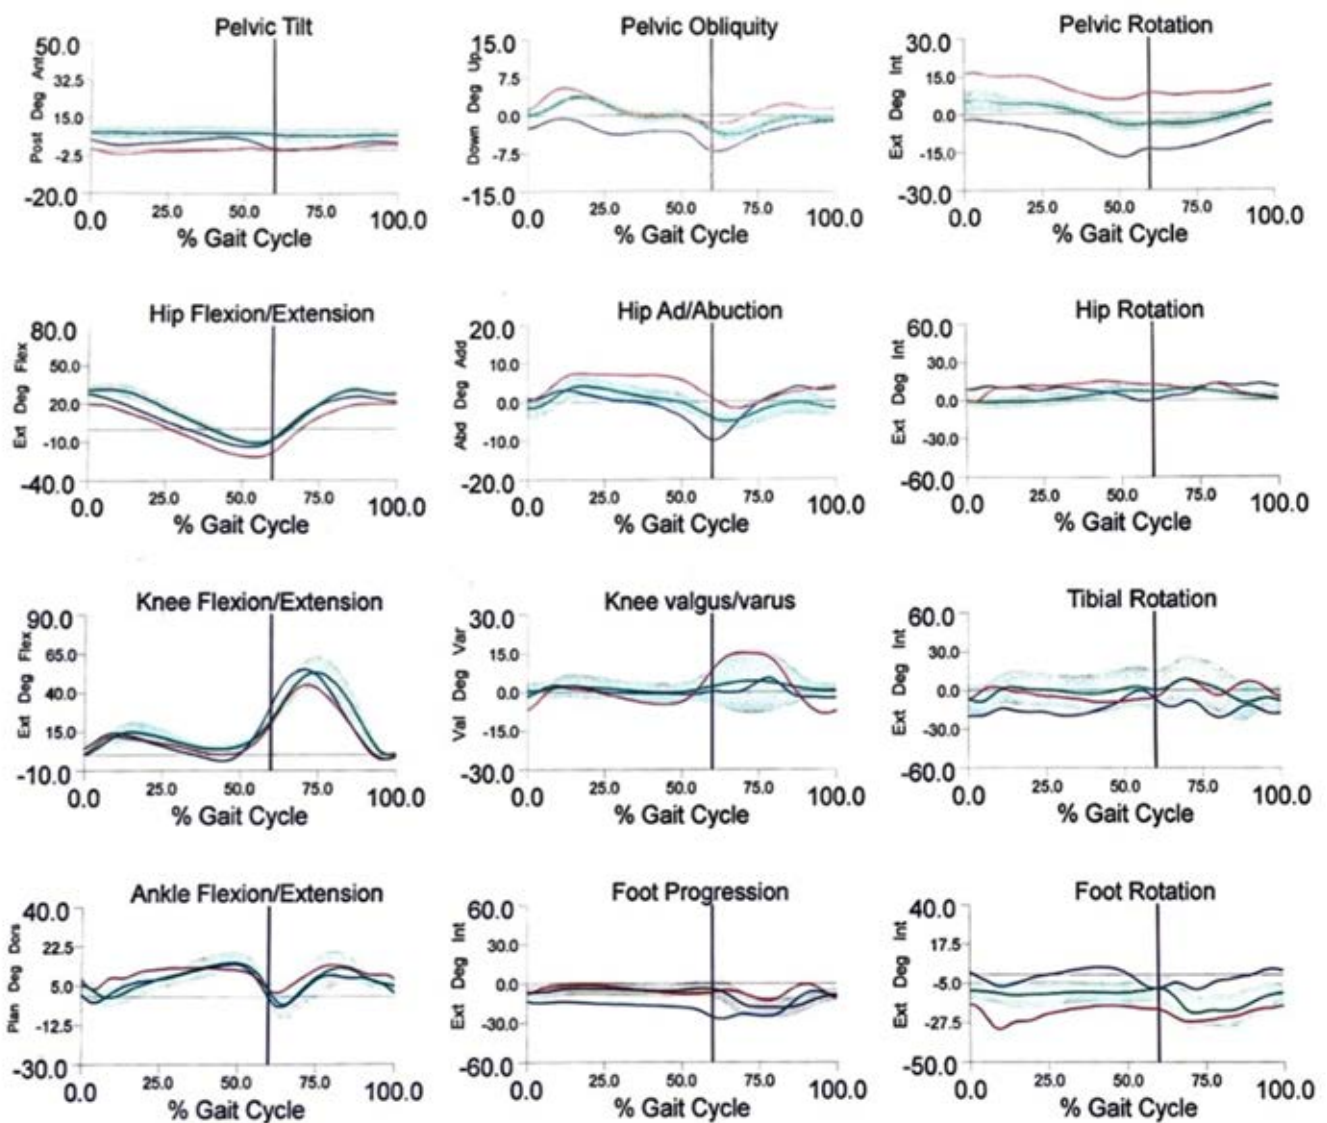 Pelvic Tilt
50.0
32.5
15.0
-2.5
-20.0
Post Deg Ant
0.0 25.0 50.0 75.0 100.0
% Gait Cycle
Pelvic Obliquity
15.0
7.5
0.0
-7.5
-15.0
Down Deg Up
0.0 25.0 50.0 75.0 100.0
% Gait Cycle
Pelvic Rotation
30.0
15.0
0.0
-15.0
-30.0
Ext Deg Int
0.0 25.0 50.0 75.0 100.0
% Gait Cycle
Hip Flexion/Extension
80.0
50.0
20.0
-10.0
-40.0
Ext Deg Flex
0.0 25.0 50.0 75.0 100.0
% Gait Cycle
Hip Ad/Abuction
20.0
10.0
0.0
-10.0
-20.0
Abd Deg Add
0.0 25.0 50.0 75.0 100.0
% Gait Cycle
Hip Rotation
60.0
30.0
0.0
-30.0
-60.0
Ext Deg Int
0.0 25.0 50.0 75.0 100.0
% Gait Cycle
Knee Flexion/Extension
90.0
65.0
40.0
15.0
-10.0
Ext Deg Flex
0.0 25.0 50.0 75.0 100.0
% Gait Cycle
Knee valgus/varus
30.0
15.0
0.0
-15.0
-30.0
Val Deg Var
0.0 25.0 50.0 75.0 100.0
% Gait Cycle
Tibial Rotation
60.0
30.0
0.0
-30.0
-60.0
Ext Deg Int
0.0 25.0 50.0 75.0 100.0
% Gait Cycle
Ankle Flexion/Extension
40.0
22.5
5.0
-12.5
-30.0
Plan Deg Dors
0.0 25.0 50.0 75.0 100.0
% Gait Cycle
Foot Progression
60.0
30.0
0.0
-30.0
-60.0
Ext Deg Int
0.0 25.0 50.0 75.0 100.0
% Gait Cycle
Foot Rotation
40.0
17.5
-5.0
-27.5
-50.0
Ext Deg Int
0.0 25.0 50.0 75.0 100.0
% Gait Cycle